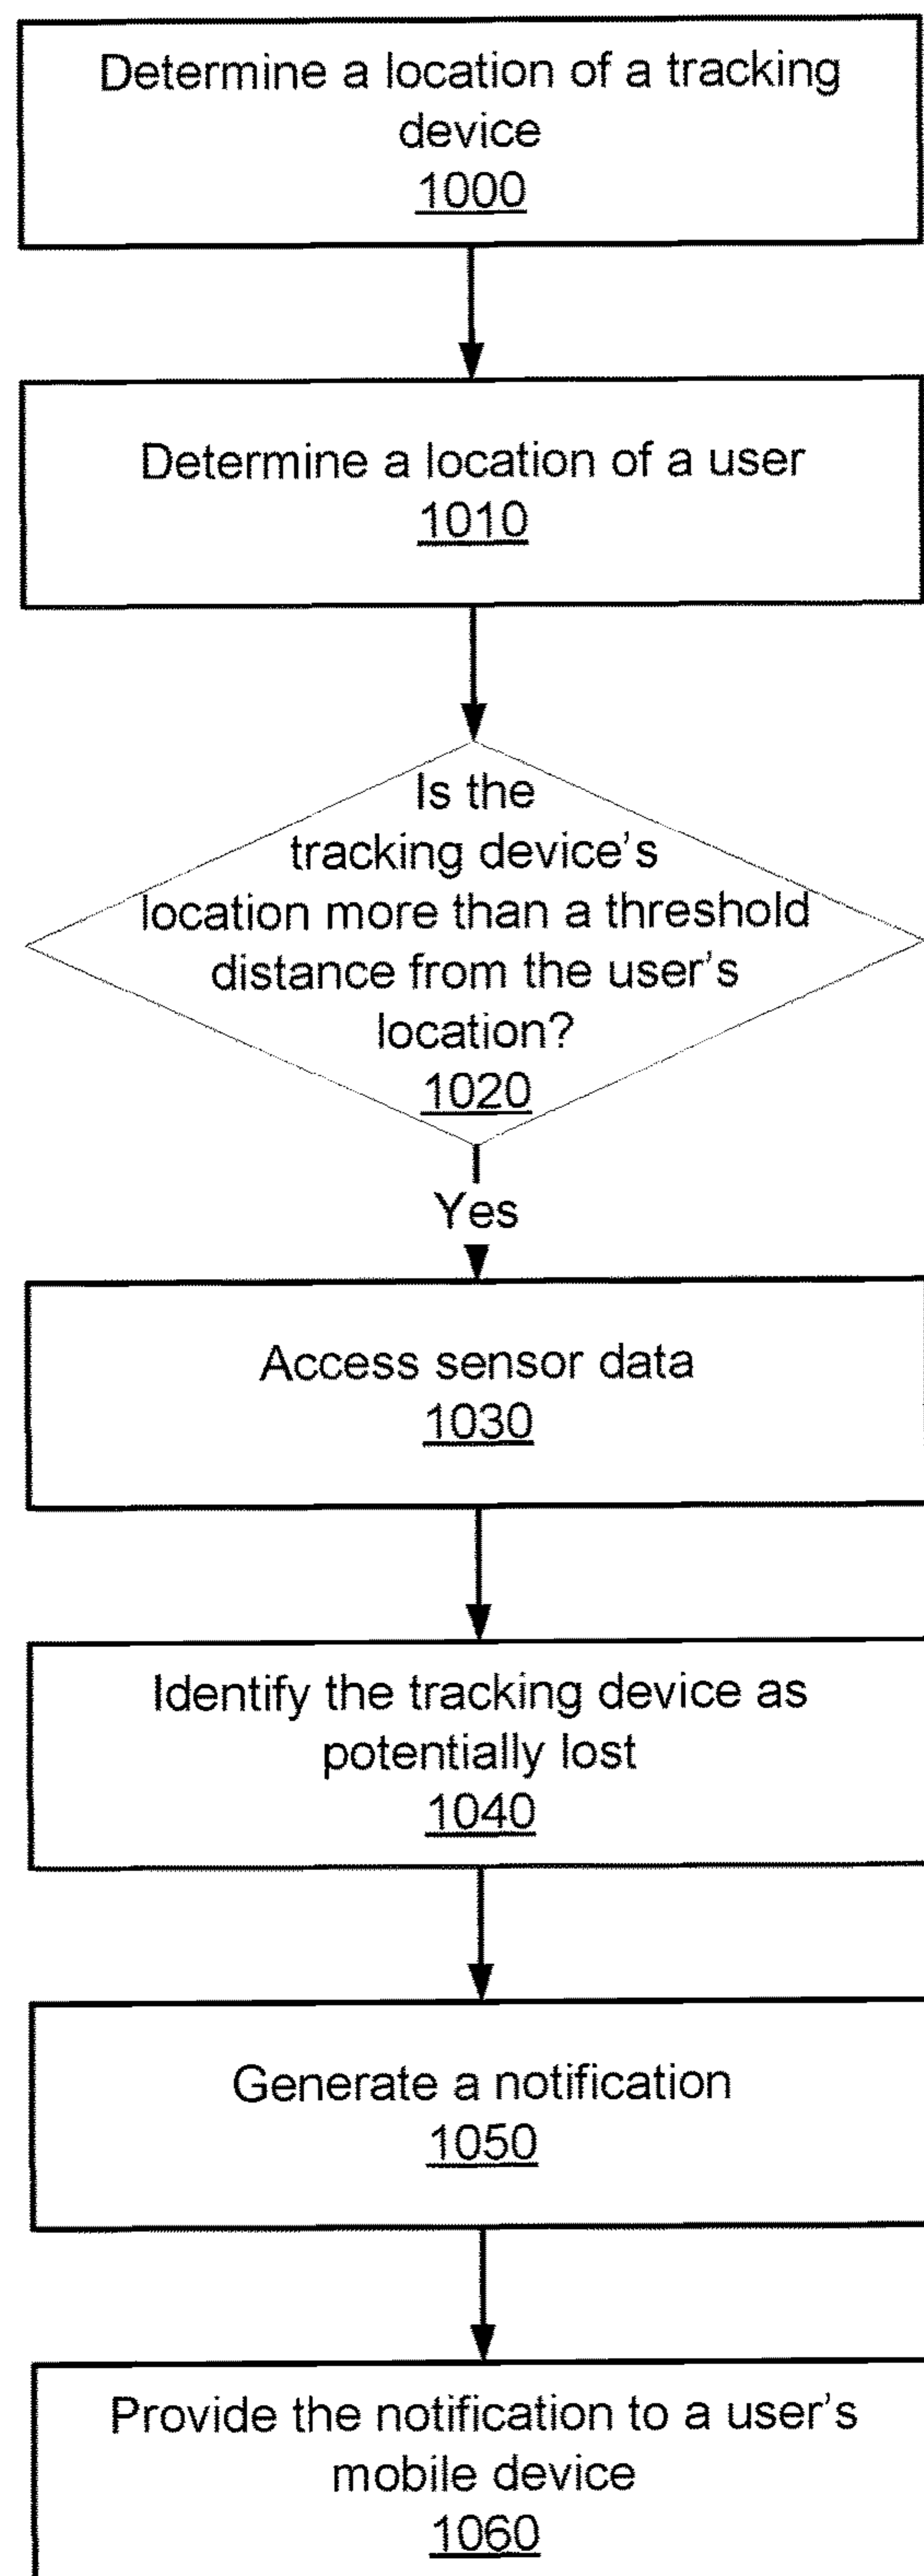 Determine a location of a tracking
device
1000
Determine a location of a user
1010
Is the
tracking device's
location more than a threshold
distance from the user's
location?
1020
Yes
Access sensor data
1030
Identify the tracking device as
potentially lost
1040
Generate a notification
1050
Provide the notification to a user's
mobile device
1060